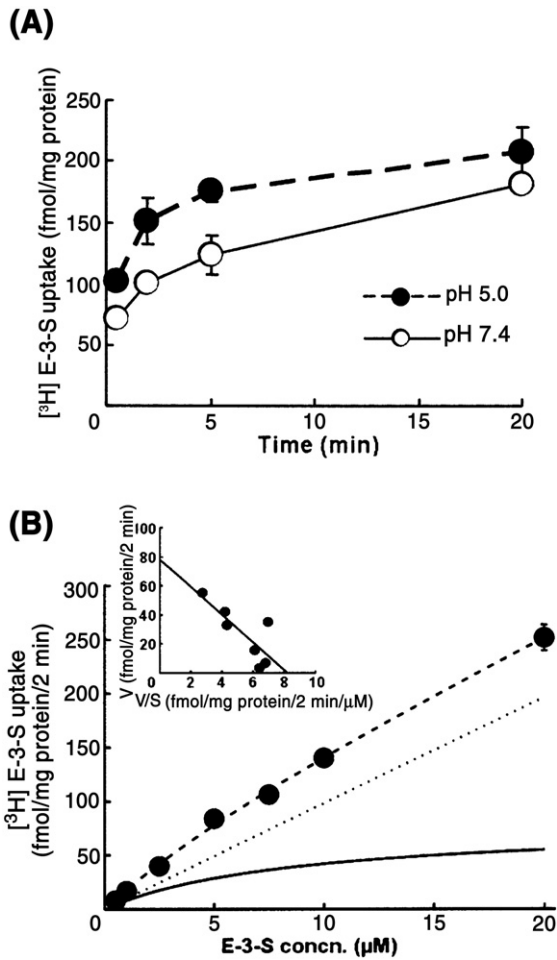 (A)
[³H] E-3-S uptake (fmol/mg protein)
250
200
150
100
50
0
5
10
15
20
Time (min)
pH 5.0
pH 7.4
(B)
[³H] E-3-S uptake
(fmol/mg protein/2 min)
300
250
200
150
100
50
0
5
10
15
20
E-3-S concn. (μM)
V (fmol/mg protein/2 min)
100
80
60
40
20
0
2
4
6
8
10
V/S (fmol/mg protein/2 min/μM)